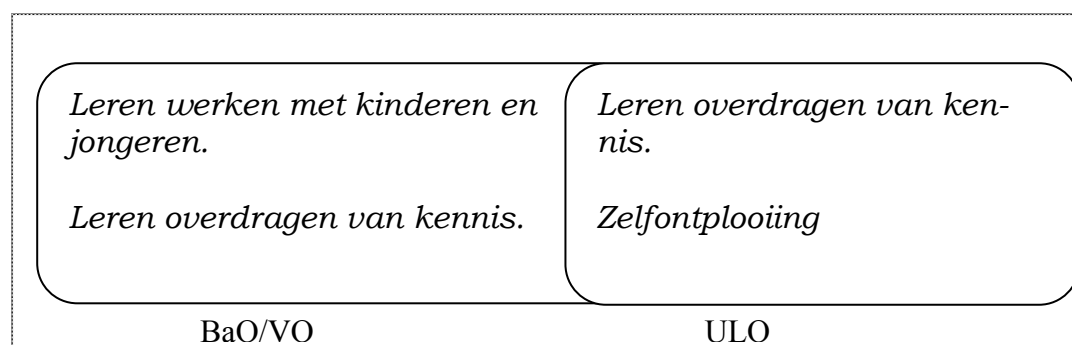 Leren werken met kinderen en
jongeren.
Leren overdragen van kennis.
Leren overdragen van ken-
nis.
Zelfontplooiing
BaO/VO
ULO